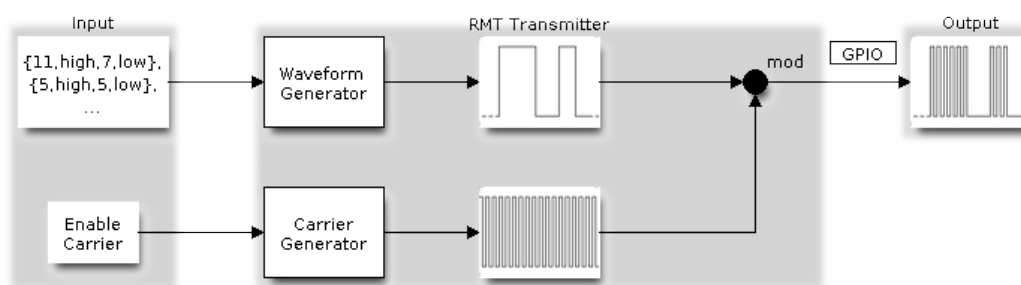 Input
RMT Transmitter
Output
{11,high,7,low},
{5,high,5,low},
...
Waveform
Generator
mod
GPIO
Enable
Carrier
Carrier
Generator